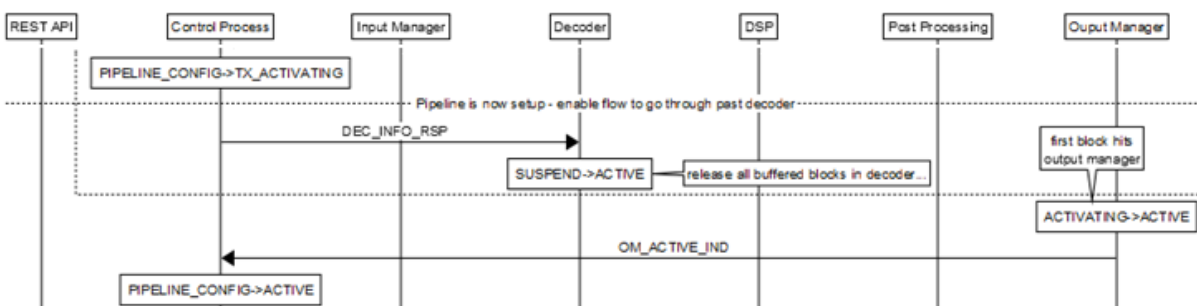 REST API
Control Process
Input Manager
Decoder
DSP
Post Processing
Ouput Manager
PIPELINE_CONFIG->TX_ACTIVATING
Pipeline is now setup - enable flow to go through past decoder
DEC_INFO_RSP
first block hits
output manager
SUSPEND->ACTIVE
release all buffered blocks in decoder...
ACTIVATING->ACTIVE
OM_ACTIVE_IND
PIPELINE_CONFIG->ACTIVE